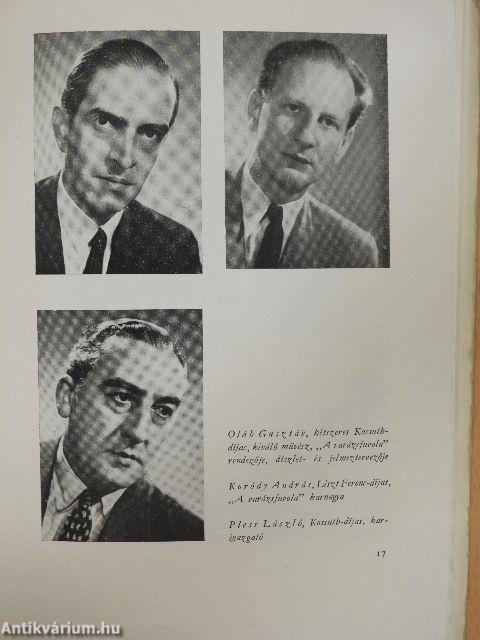 Oláh Gusztáv, kétszeres Kossuth-
díjas, kiváló művész, „A varázsfuvola"
rendezője, díszlet- és jelmeztervezője
Koródy András, Liszt Ferenc-díjas,
„A varázsfuvola" karnagya
Pless László, Kossuth-díjas, kar-
igazgató
17
Antikvárium.hu